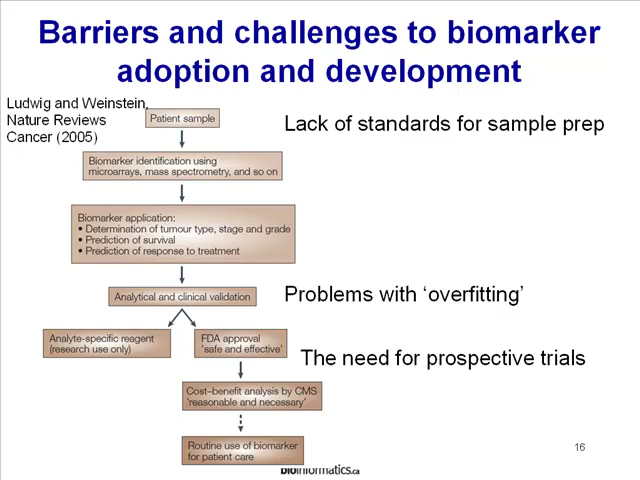 Barriers and challenges to biomarker
adoption and development
Ludwig and Weinstein,
Nature Reviews
Cancer (2005)
Patient sample
Lack of standards for sample prep
Biomarker identification using
microarrays, mass spectrometry, and so on
Biomarker application:
• Determination of tumour type, stage and grade
• Prediction of survival
• Prediction of response to treatment
Analytical and clinical validation
Problems with ‘overfitting’
Analyte-specific reagent
(research use only)
FDA approval
'safe and effective'
The need for prospective trials
Cost–benefit analysis by CMS
'reasonable and necessary'
Routine use of biomarker
for patient care
16
bioinformatics.ca